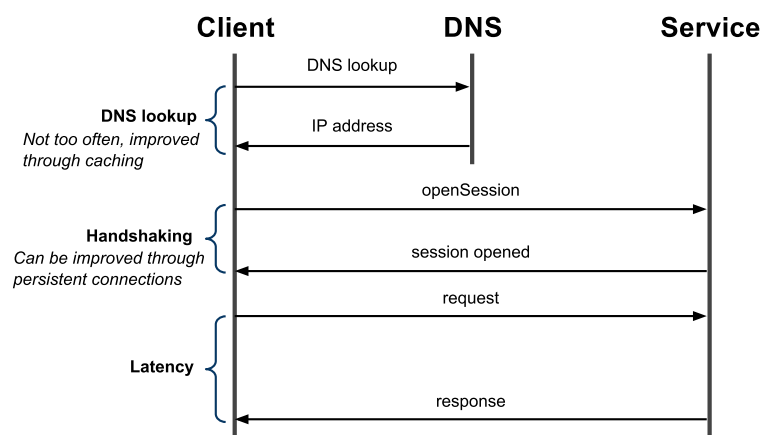 Client
DNS
Service
DNS lookup
DNS lookup
Not too often, improved
through caching
IP address
openSession
Handshaking
Can be improved through
persistent connections
session opened
request
Latency
response